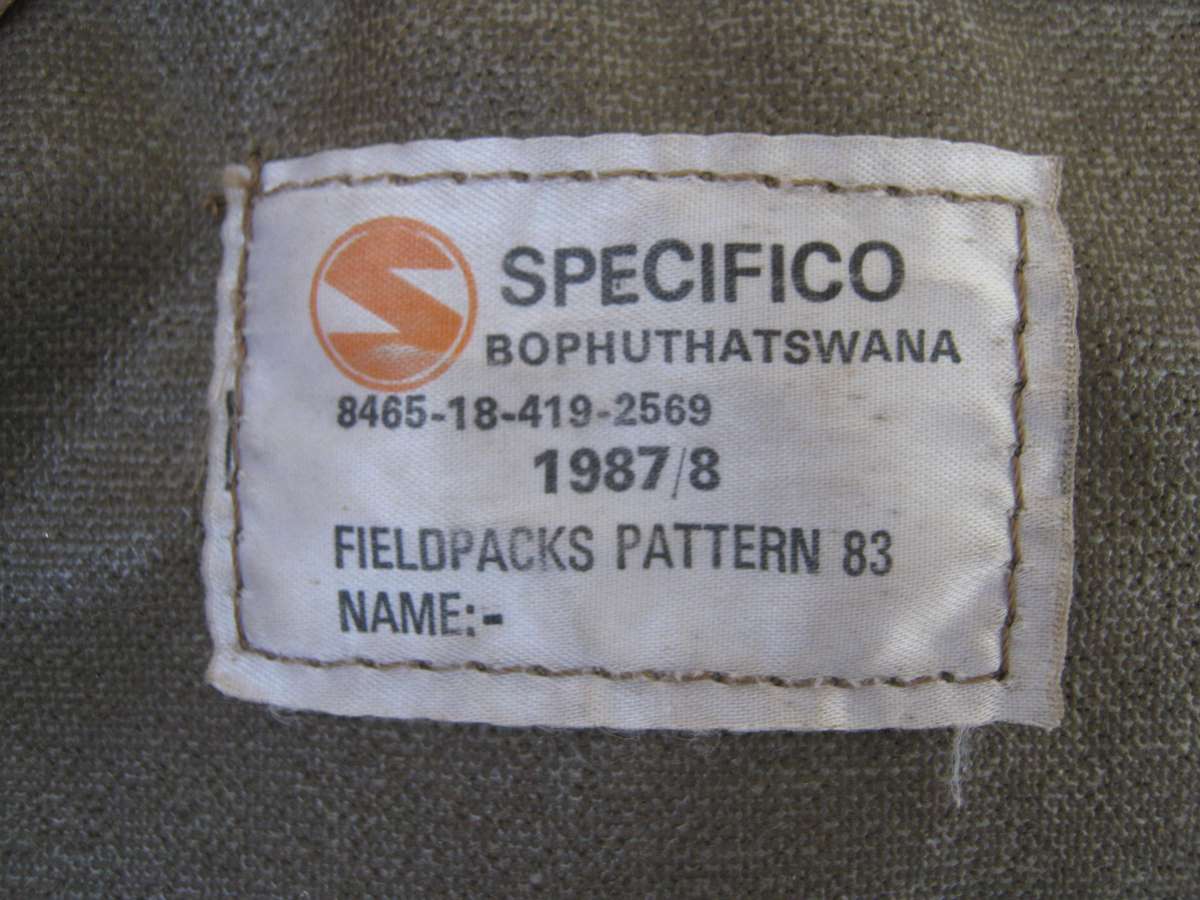 SPECIFICO
BOPHUTHATSWANA
8465-18-419-2569
1987/8
FIELDPACKS PATTERN 83
NAME:-